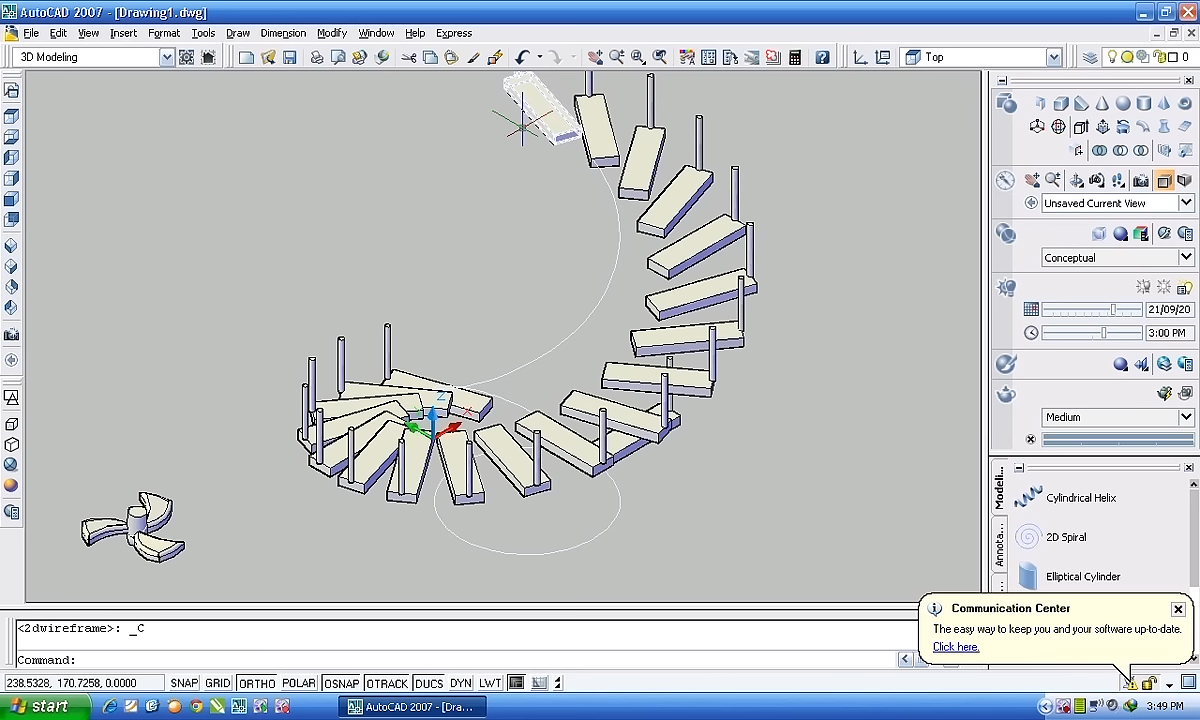 AutoCAD 2007 - [Drawing1.dwg]
File Edit View Insert Format Tools Draw Dimension Modify Window Help Express
3D Modeling
Top
0
Z
X
Unsaved Current View
Conceptual
21/09/20
3:00 PM
Medium
Modeli...
Annota...
Cylindrical Helix
2D Spiral
Elliptical Cylinder
Communication Center
The easy way to keep you and your software up-to-date.
Click here.
<2dwireframe>: _C
Command:
238.5328, 170.7258, 0.0000 SNAP GRID ORTHO POLAR OSNAP OTRACK DUCS DYN LWT
start
AutoCAD 2007 - [Dra...
3:49 PM